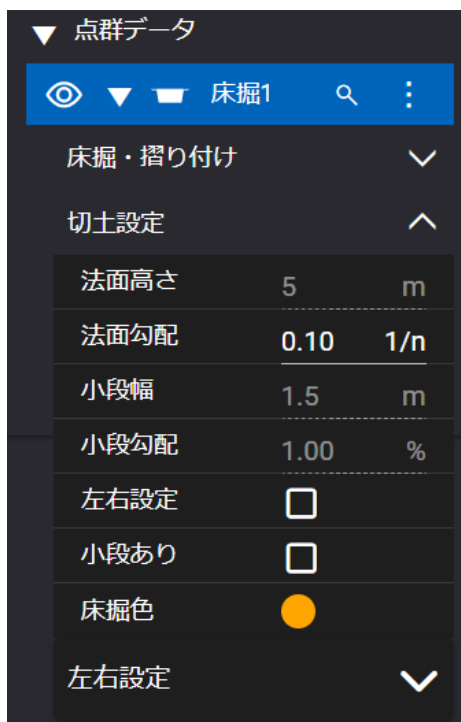 点群データ
床掘1
床掘・摺り付け
切土設定
法面高さ 5 m
法面勾配 0.10 1/n
小段幅 1.5 m
小段勾配 1.00 %
左右設定
小段あり
床掘色
左右設定